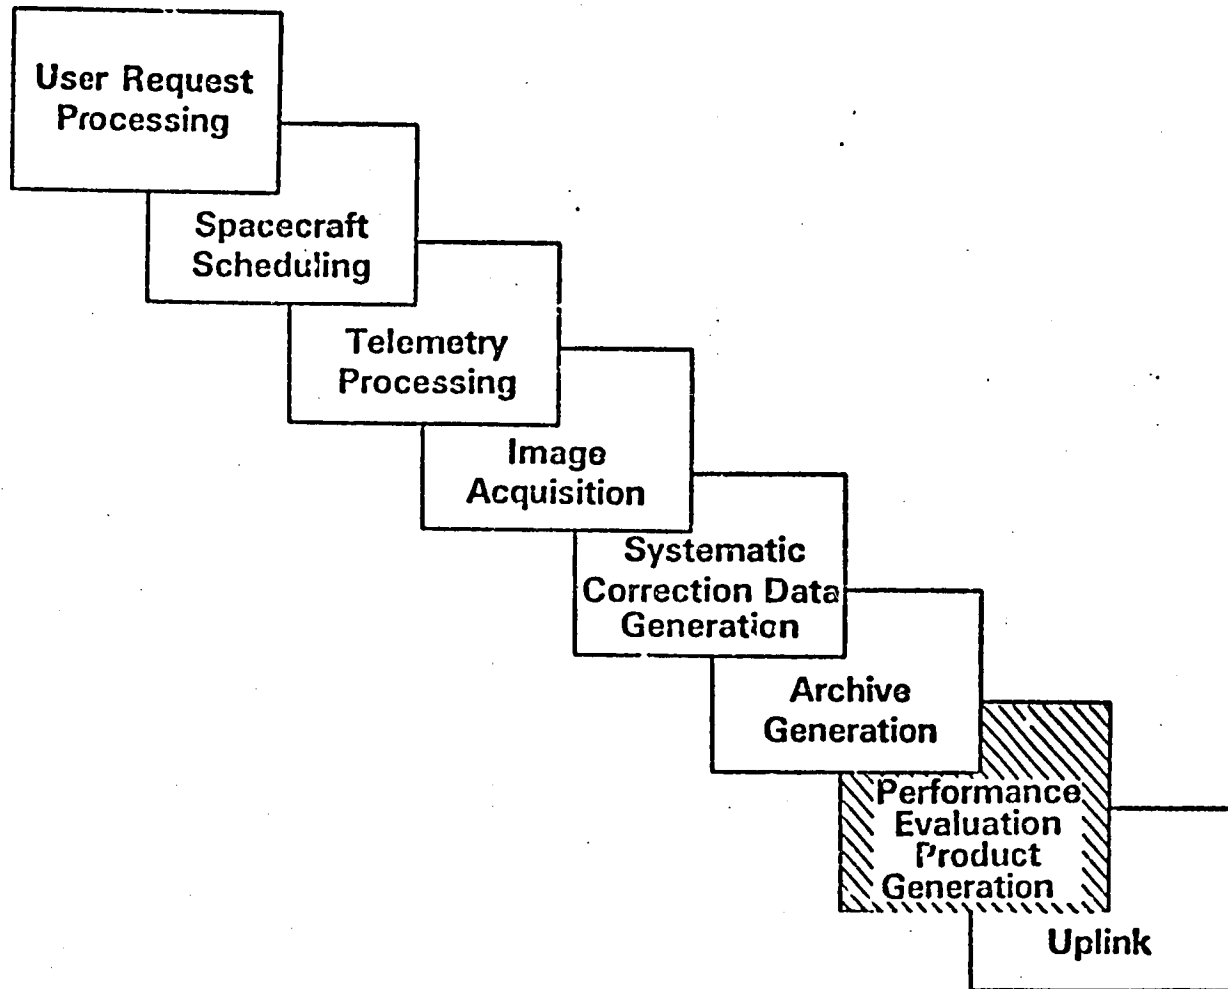 User Request
Processing
Spacecraft
Scheduling
Telemetry
Processing
Image
Acquisition
Systematic
Correction Data
Generation
Archive
Generation
Performance
Evaluation
Product
Generation
Uplink